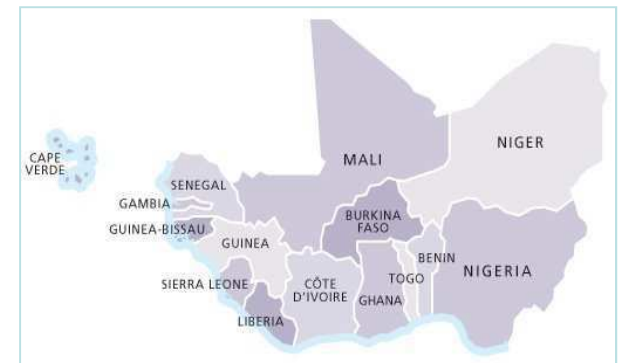 NIGER
MALI
CAPE
VERDE
SENEGAL
GAMBIA
BURKINA
FASO
GUINEA-BISSAU
GUINEA
BENIN
NIGERIA
TOGO
SIERRA LEONE
CÔTE
D'IVOIRE
GHANA
LIBERIA